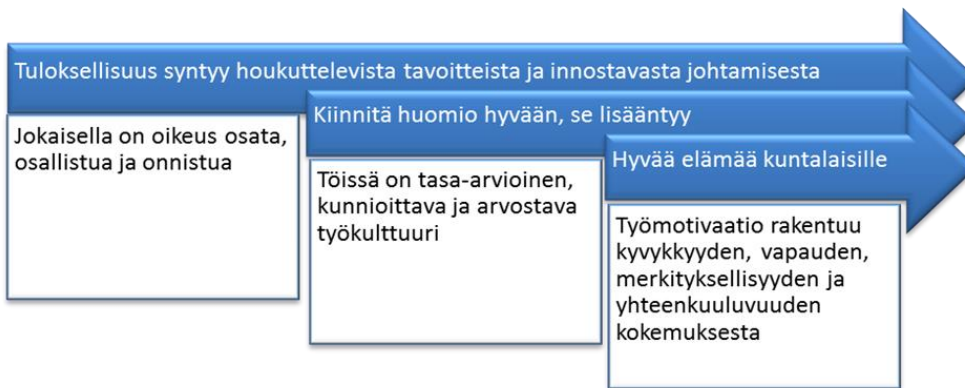 Tuloksellisuus syntyy houkuttelevista tavoitteista ja innostavasta johtamisesta
Jokaisella on oikeus osata,
osallistua ja onnistua
Kiinnitä huomio hyvään, se lisääntyy
Töissä on tasa-arvioinen,
kunnioittava ja arvostava
työkulttuuri
Hyvää elämää kuntalaisille
Työmotivaatio rakentuu
kyvykkyyden, vapauden,
merkityksellisyyden ja
yhteenkuuluvuuden
kokemuksesta